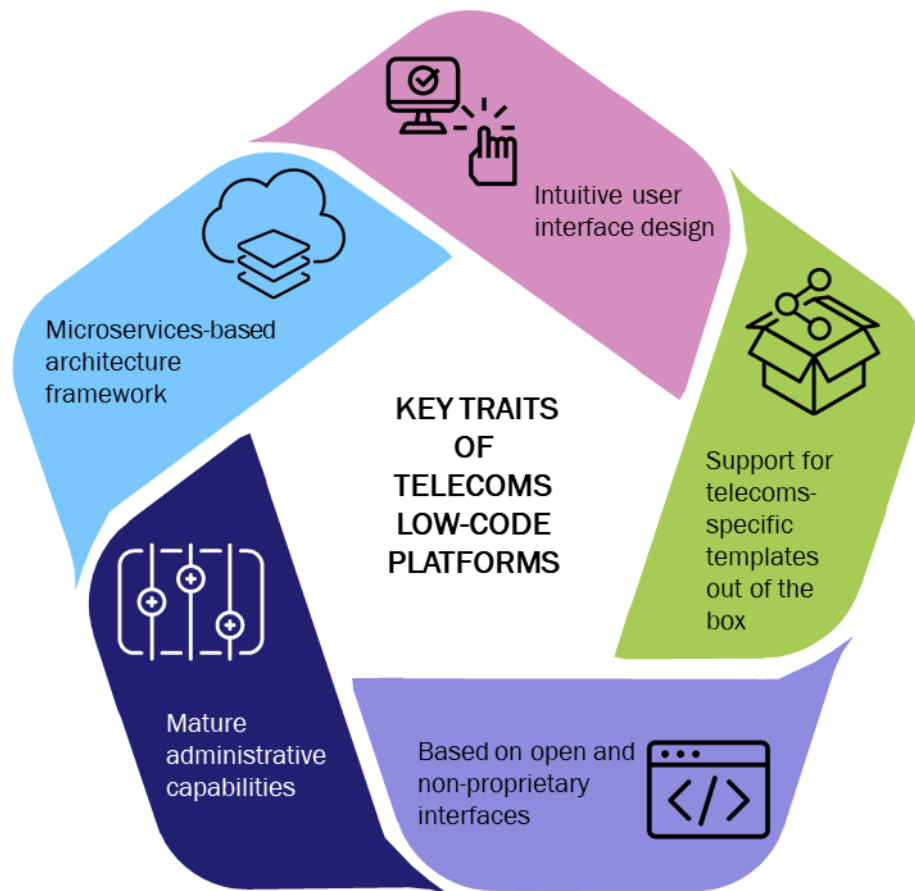 Intuitive user
interface design
Microservices-based
architecture
framework
KEY TRAITS
OF
TELECOMS
LOW-CODE
PLATFORMS
Support for
telecoms-
specific
templates
out of the
box
Mature
administrative
capabilities
Based on open and
non-proprietary
interfaces